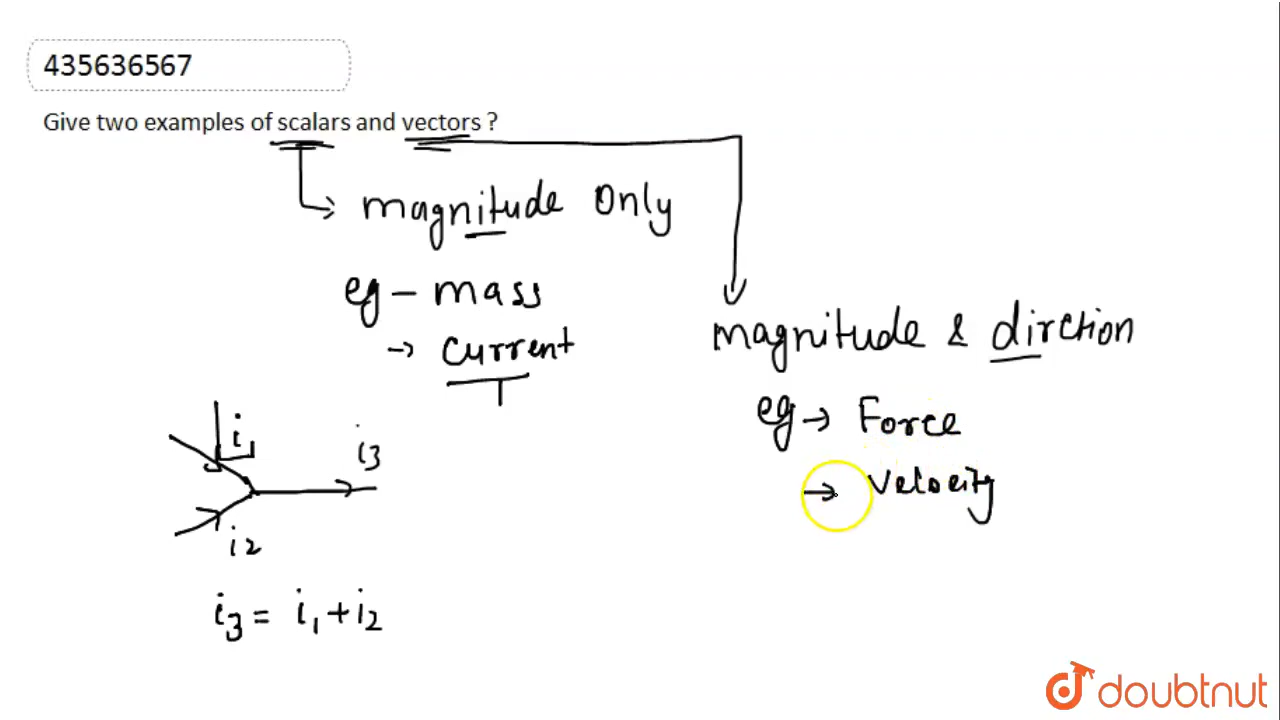 435636567
Give two examples of scalars and vectors ?
magnitude Only
eg - mass
→ current
magnitude & dirction
eg → Force
→ Velocity
i1
i3
i2
i3 = i1 + i2
doubtnut